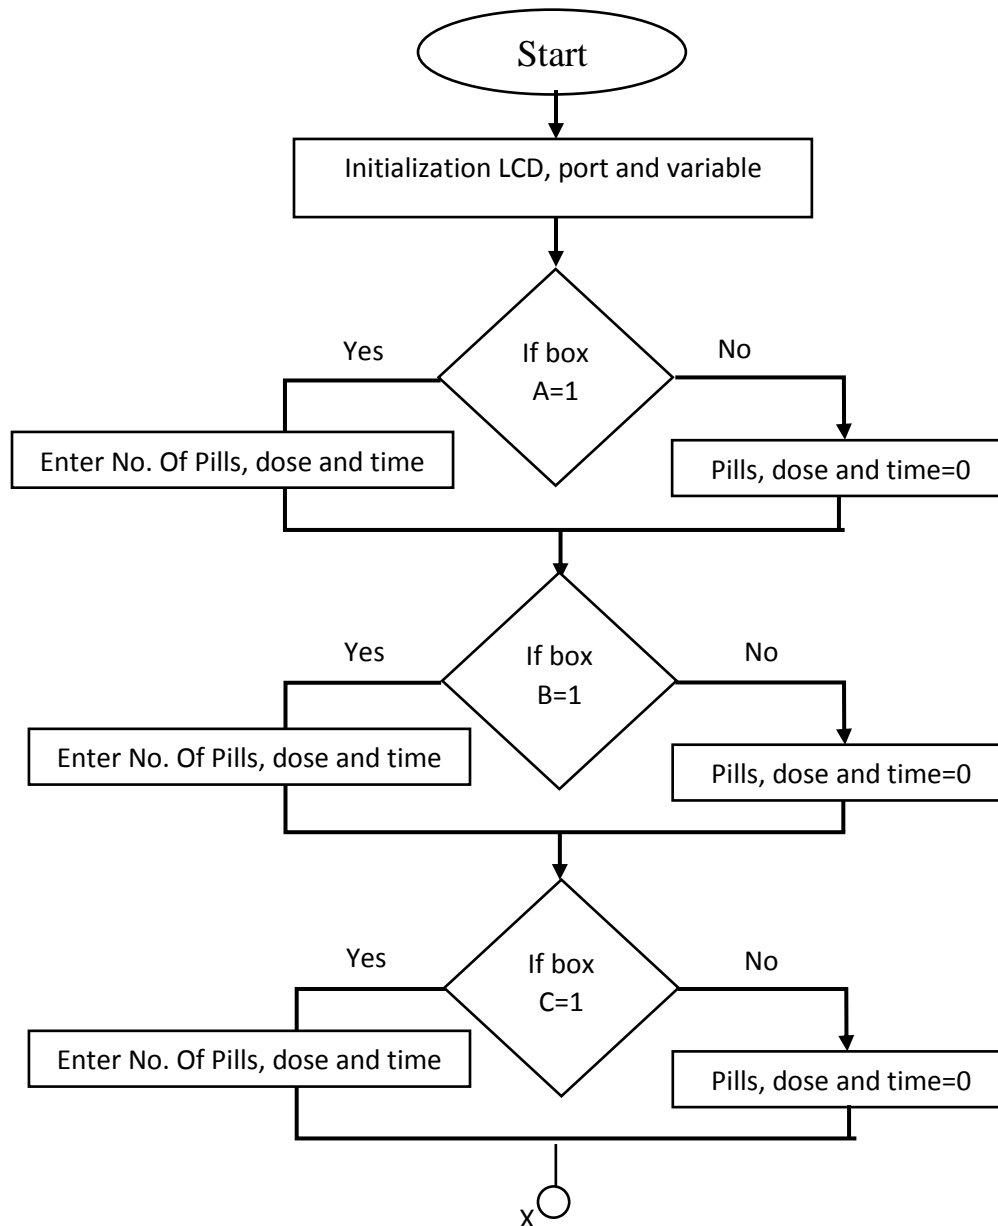 Start
Initialization LCD, port and variable
Yes
If box
A=1
No
Enter No. Of Pills, dose and time
Pills, dose and time=0
Yes
If box
B=1
No
Enter No. Of Pills, dose and time
Pills, dose and time=0
Yes
If box
C=1
No
Enter No. Of Pills, dose and time
Pills, dose and time=0
X